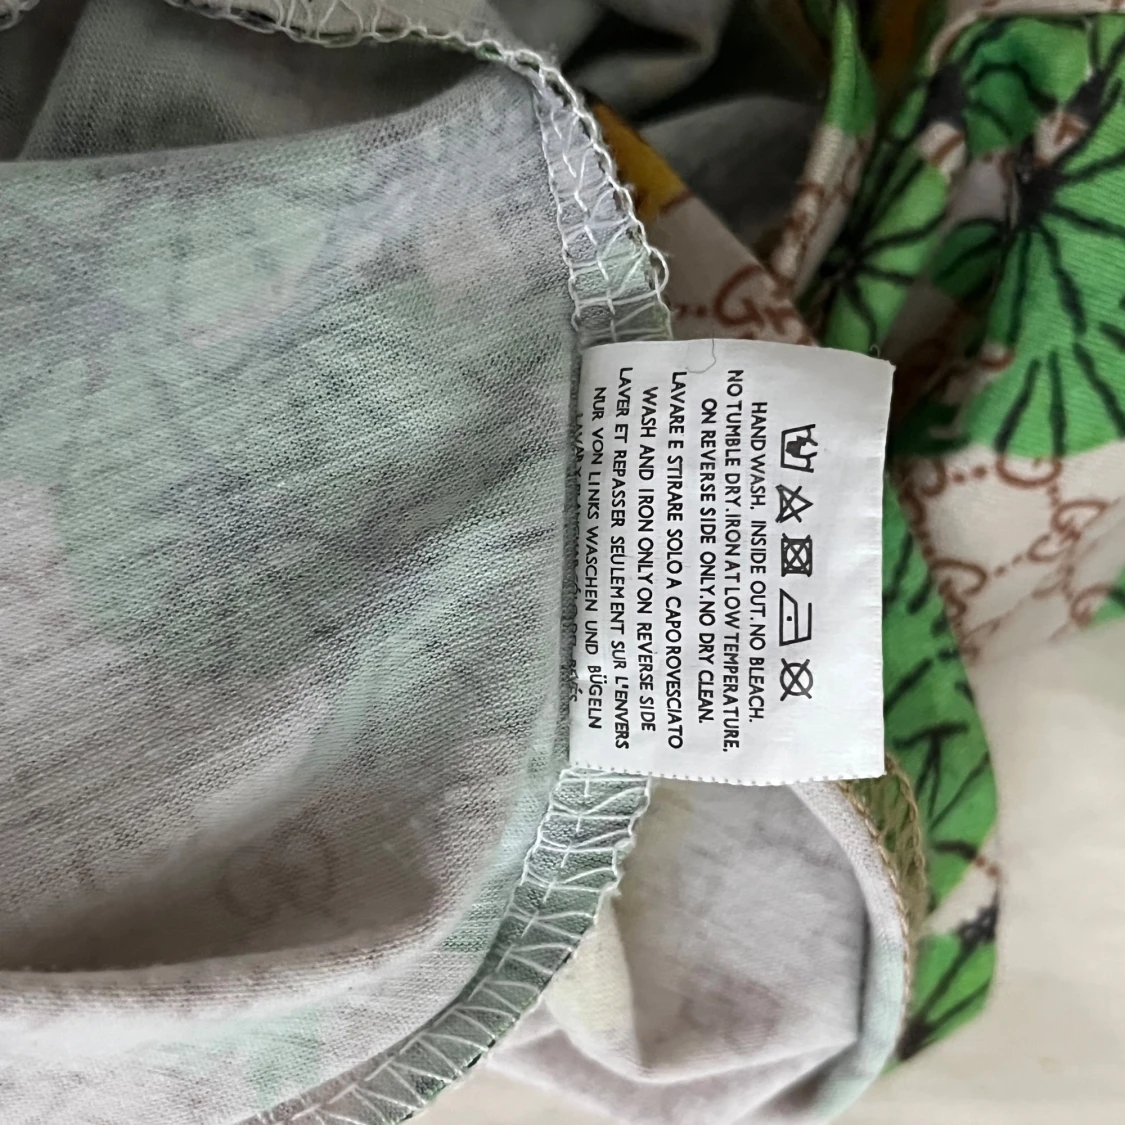 HAND WASH. INSIDE OUT. NO BLEACH.
NO TUMBLE DRY. IRON AT LOW TEMPERATURE,
ON REVERSE SIDE ONLY. NO DRY CLEAN.
LAVARE E STIRARE SOLO A CAPO ROVESCIATO
WASH AND IRON ONLY ON REVERSE SIDE
LAVER ET REPASSER SEULEMENT SUR L'ENVERS
NUR VON LINKS WASCHEN UND BÜGELN